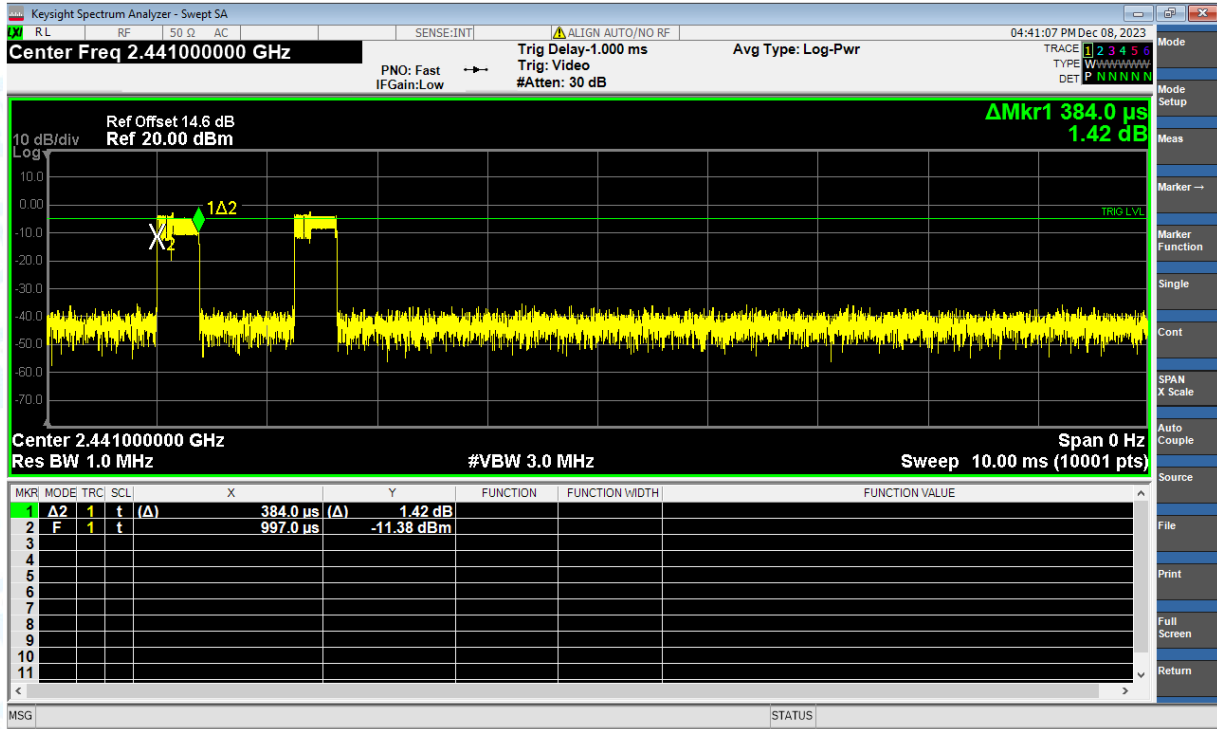 Keysight Spectrum Analyzer - Swept SA
LXI RL RF 50 Ω AC SENSE:INT ALIGN AUTO/NO RF 04:41:07 PM Dec 08, 2023
Center Freq 2.441000000 GHz
PNO: Fast
IFGain:Low
Trig Delay-1.000 ms
Trig: Video
#Atten: 30 dB
Avg Type: Log-Pwr
TRACE 1 2 3 4 5 6
TYPE WWWWWW
DET P N N N N N
ΔMkr1 384.0 µs
1.42 dB
Ref Offset 14.6 dB
10 dB/div Ref 20.00 dBm
Log
10.0
0.00
-10.0
-20.0
-30.0
-40.0
-50.0
-60.0
-70.0
1Δ2
2
TRIG LVL
Center 2.441000000 GHz Span 0 Hz
Res BW 1.0 MHz #VBW 3.0 MHz Sweep 10.00 ms (10001 pts)
MKR MODE TRC SCL X Y FUNCTION FUNCTION WIDTH FUNCTION VALUE
1 Δ2 1 t (Δ) 384.0 µs (Δ) 1.42 dB
2 F 1 t 997.0 µs -11.38 dBm
3
4
5
6
7
8
9
10
11
MSG STATUS
Mode
Mode
Setup
Meas
Marker →
Marker
Function
Single
Cont
SPAN
X Scale
Auto
Couple
Source
File
Print
Full
Screen
Return